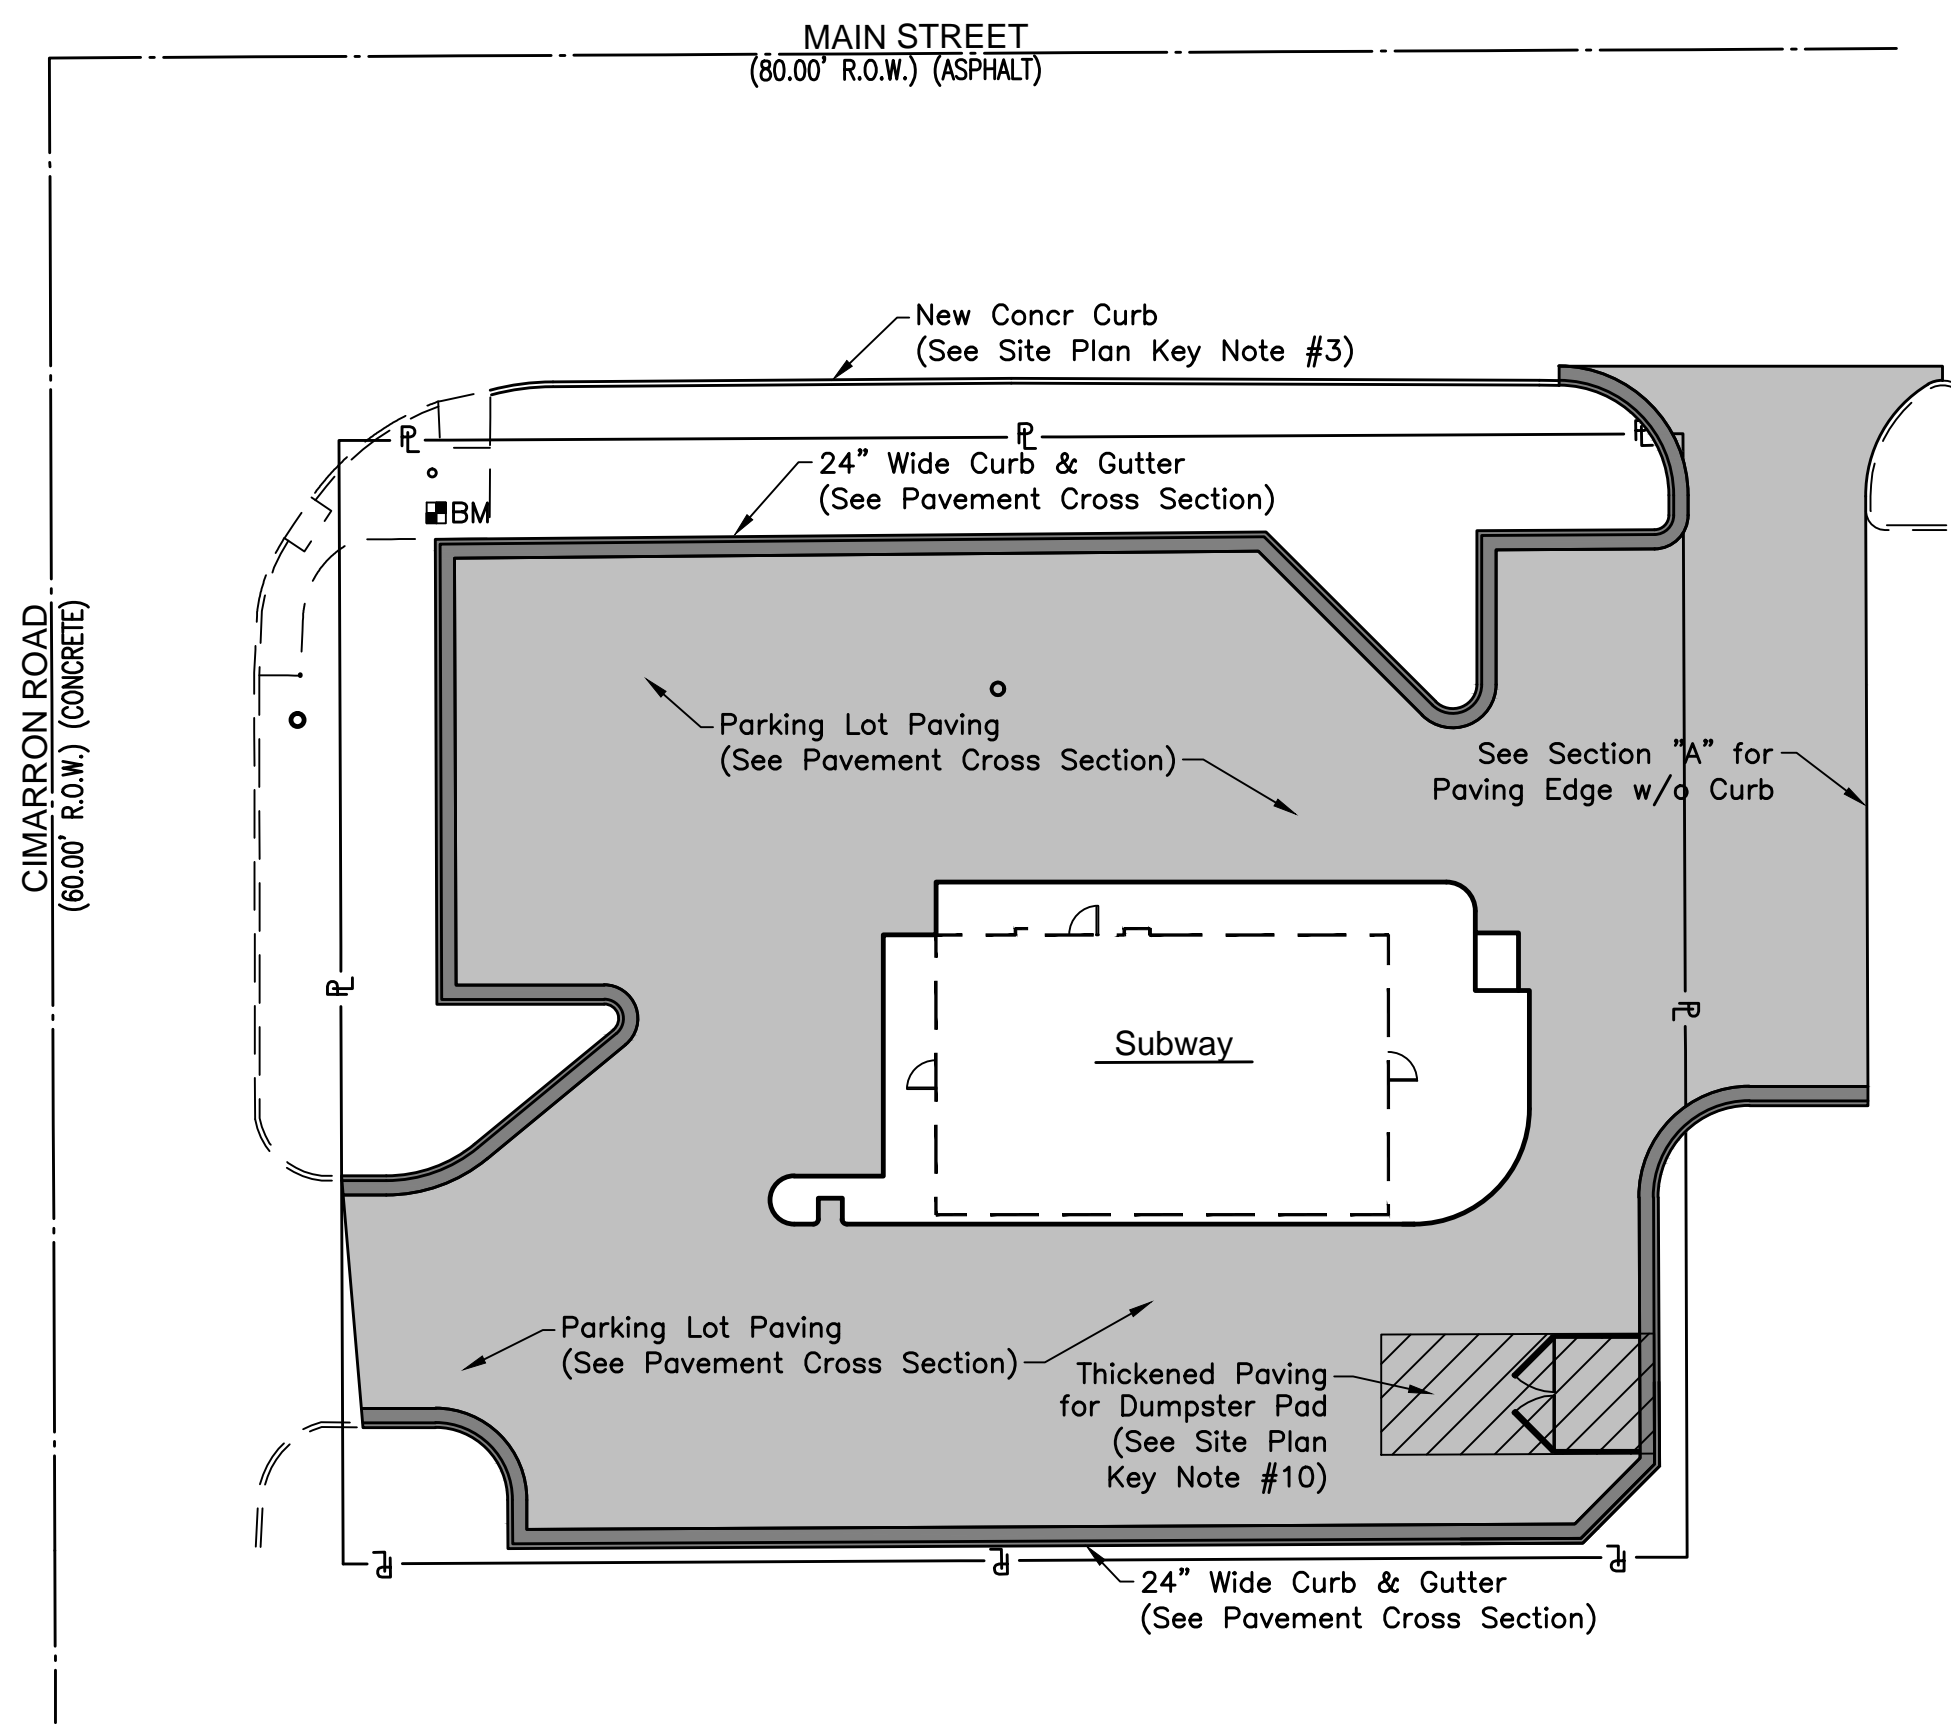 MAIN STREET
(80.00' R.O.W.) (ASPHALT)
New Concr Curb
(See Site Plan Key Note #3)
PL
PL
PL
24" Wide Curb & Gutter
(See Pavement Cross Section)
BM
CIMARRON ROAD
(60.00' R.O.W.) (CONCRETE)
Parking Lot Paving
(See Pavement Cross Section)
See Section "A" for
Paving Edge w/o Curb
PL
PL
Subway
Parking Lot Paving
(See Pavement Cross Section)
Thickened Paving
for Dumpster Pad
(See Site Plan
Key Note #10)
PL
PL
PL
24" Wide Curb & Gutter
(See Pavement Cross Section)